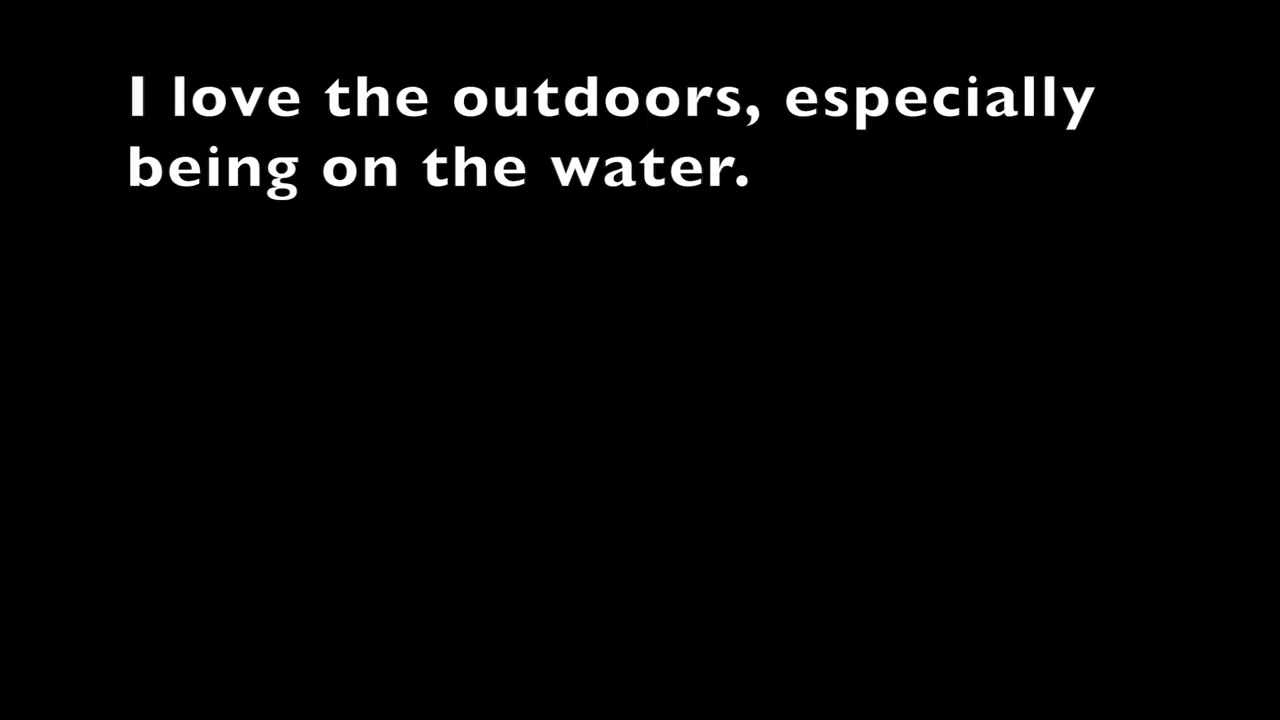 I love the outdoors, especially
being on the water.